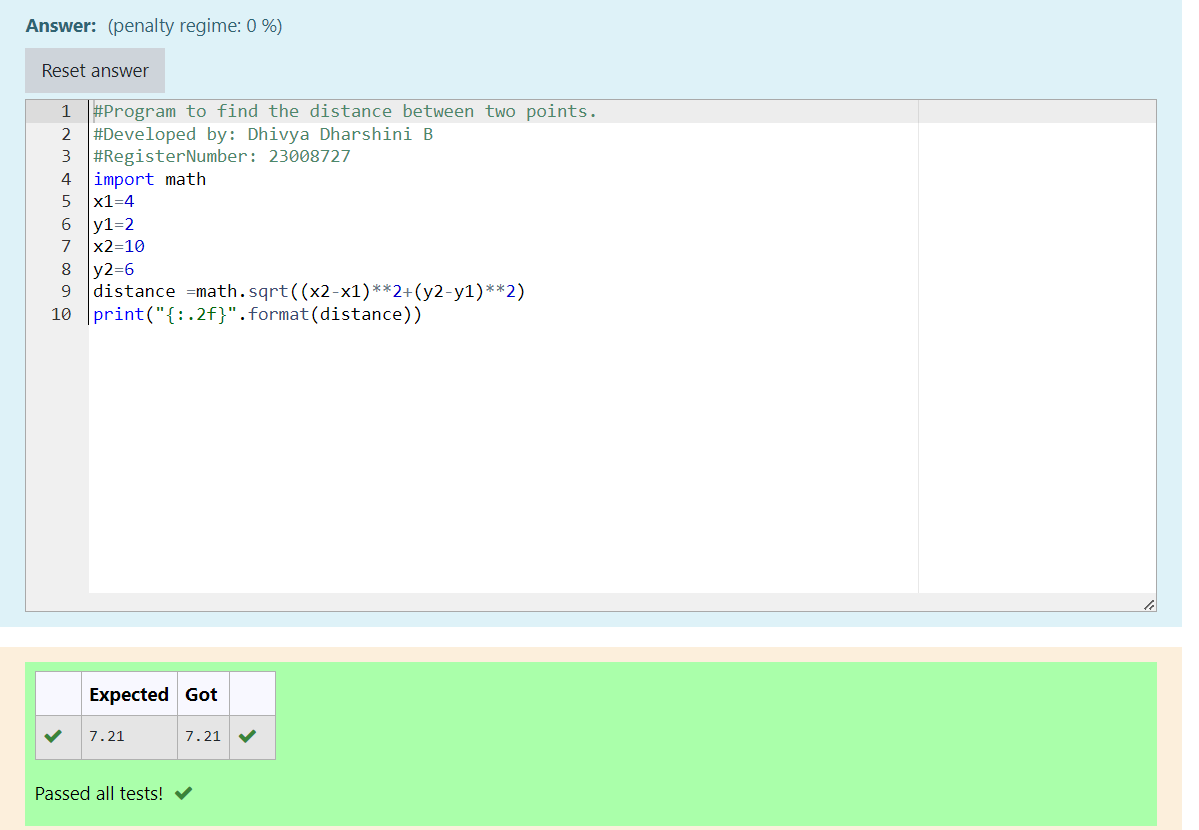 Answer: (penalty regime: 0 %)
Reset answer
1 #Program to find the distance between two points.
2 #Developed by: Dhivya Dharshini B
3 #RegisterNumber: 23008727
4 import math
5 x1=4
6 y1=2
7 x2=10
8 y2=6
9 distance =math.sqrt((x2-x1)**2+(y2-y1)**2)
10 print("{:.2f}".format(distance))
Expected Got
7.21 7.21
Passed all tests!